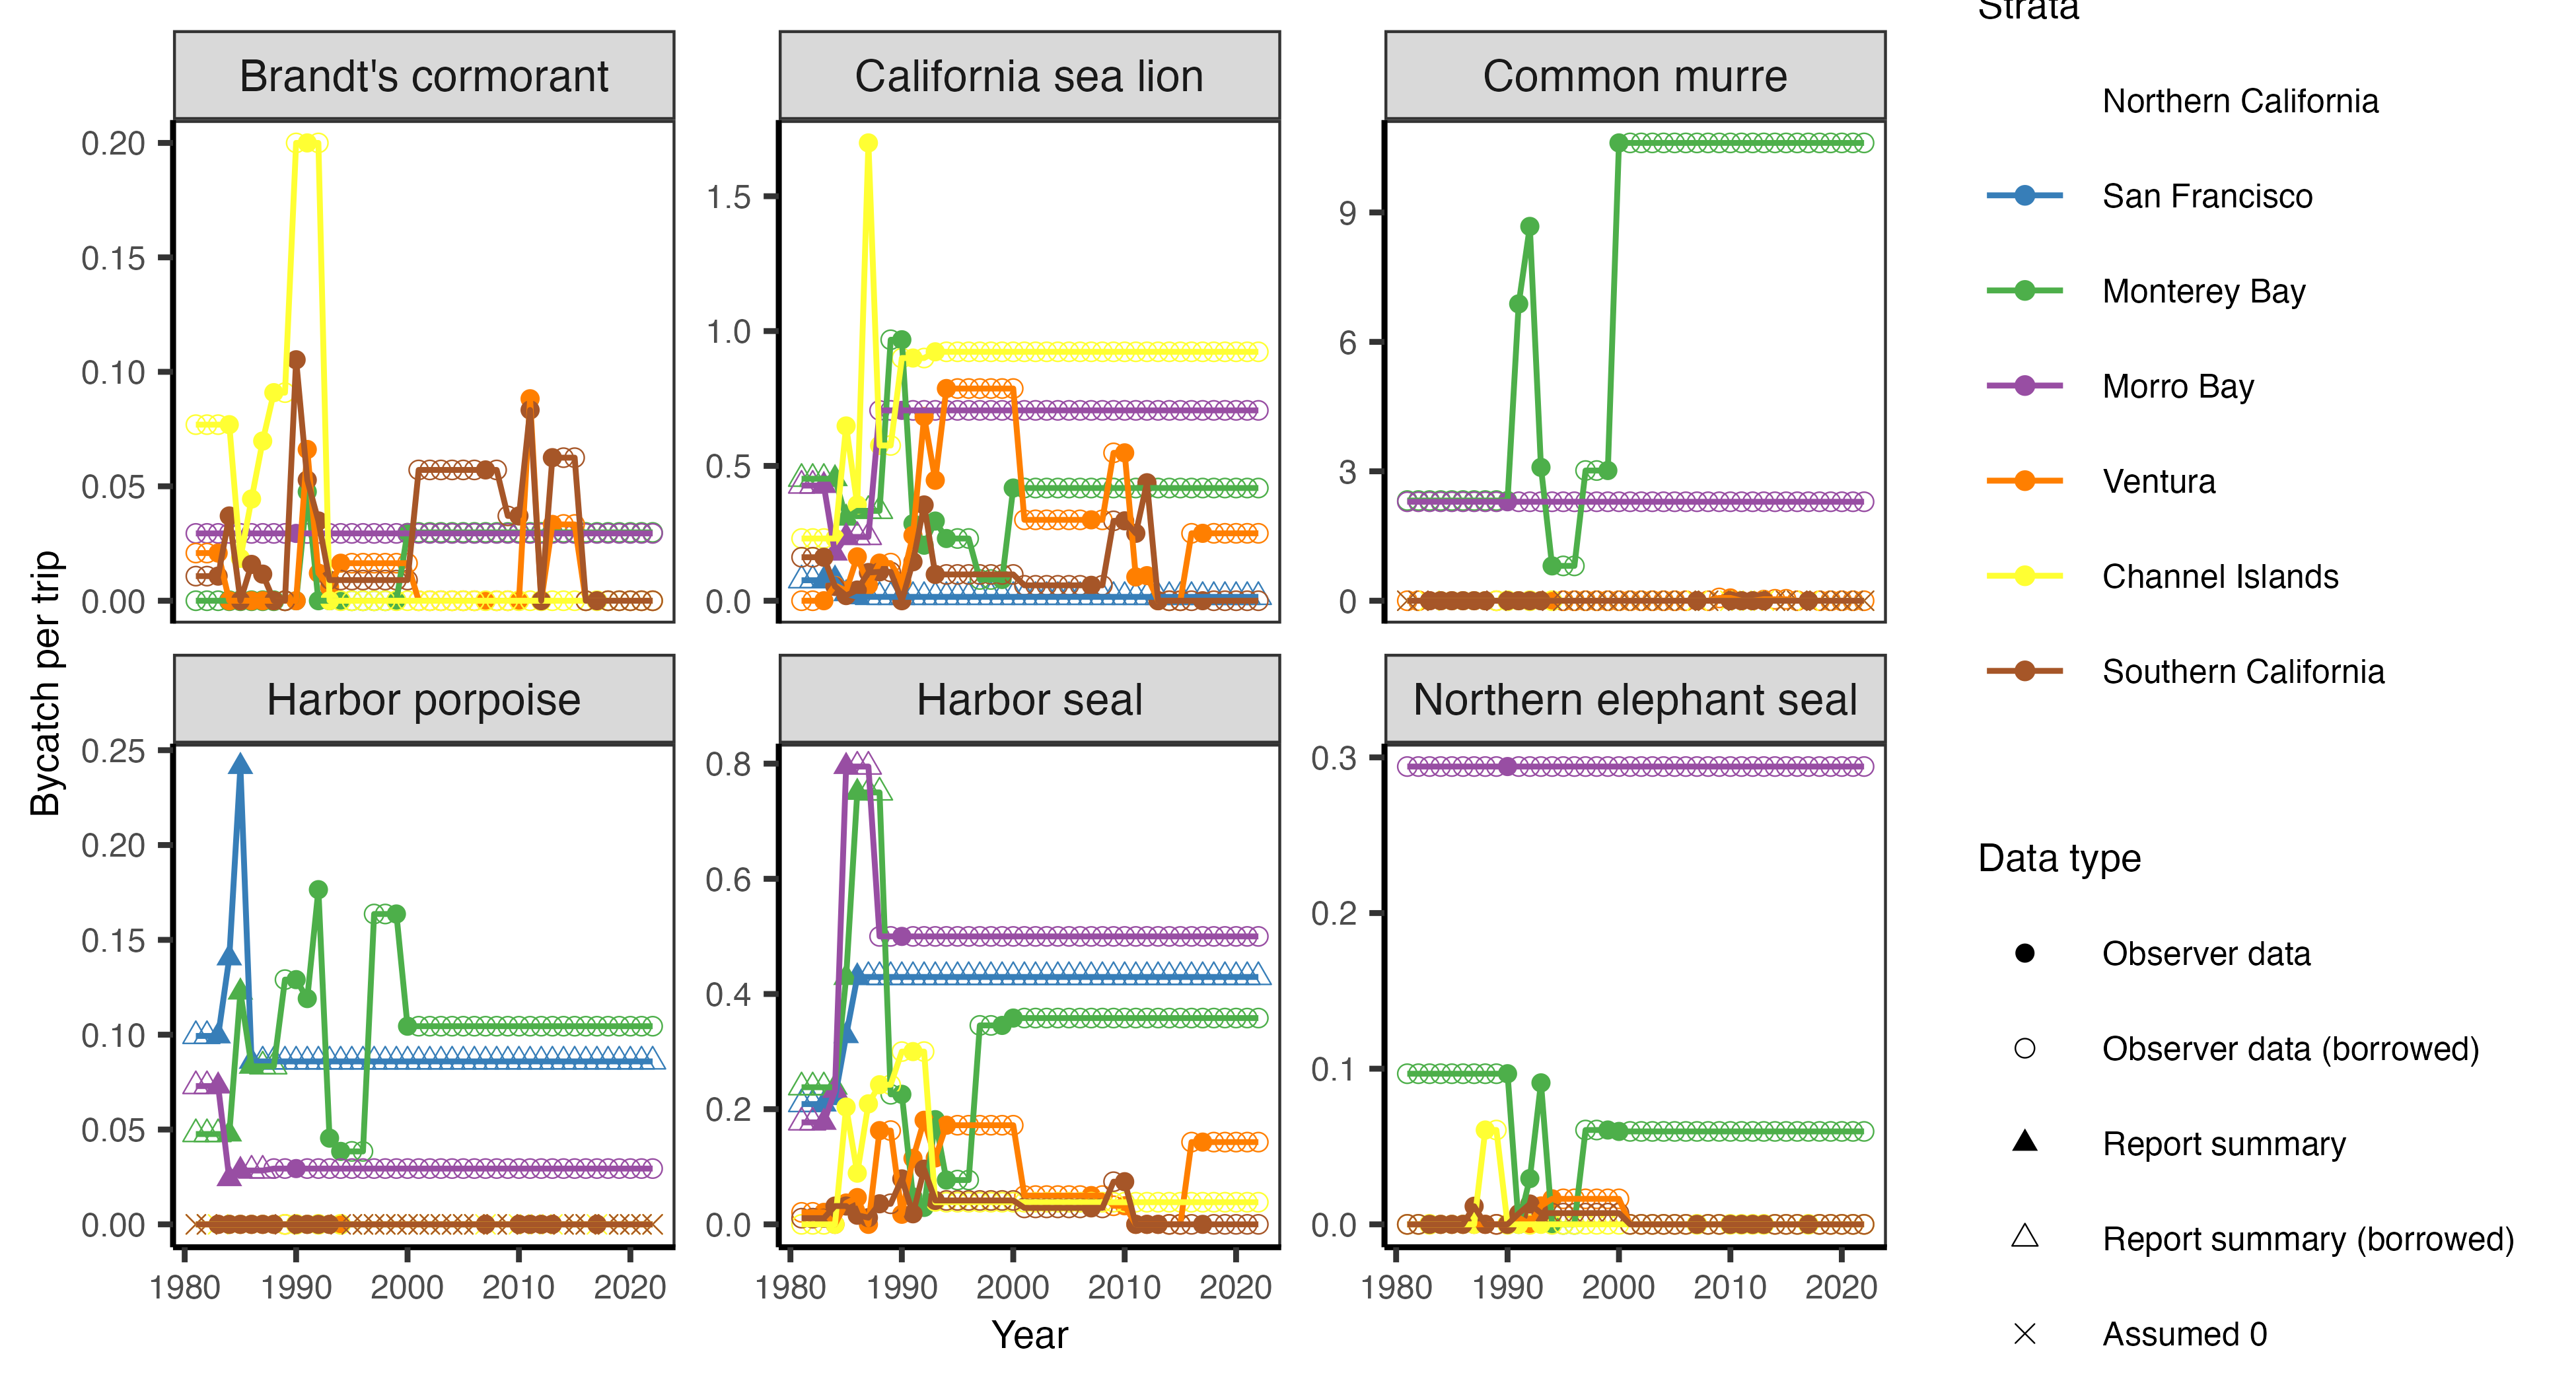 Strata
Brandt's cormorant
California sea lion
Common murre
Northern California
San Francisco
Monterey Bay
Morro Bay
Ventura
Channel Islands
Southern California
0.20
0.15
0.10
0.05
0.00
1.5
1.0
0.5
0.0
9
6
3
0
Bycatch per trip
Harbor porpoise
Harbor seal
Northern elephant seal
0.25
0.20
0.15
0.10
0.05
0.00
0.8
0.6
0.4
0.2
0.0
0.3
0.2
0.1
0.0
1980 1990 2000 2010 2020
1980 1990 2000 2010 2020
1980 1990 2000 2010 2020
Year
Data type
Observer data
Observer data (borrowed)
Report summary
Report summary (borrowed)
Assumed 0